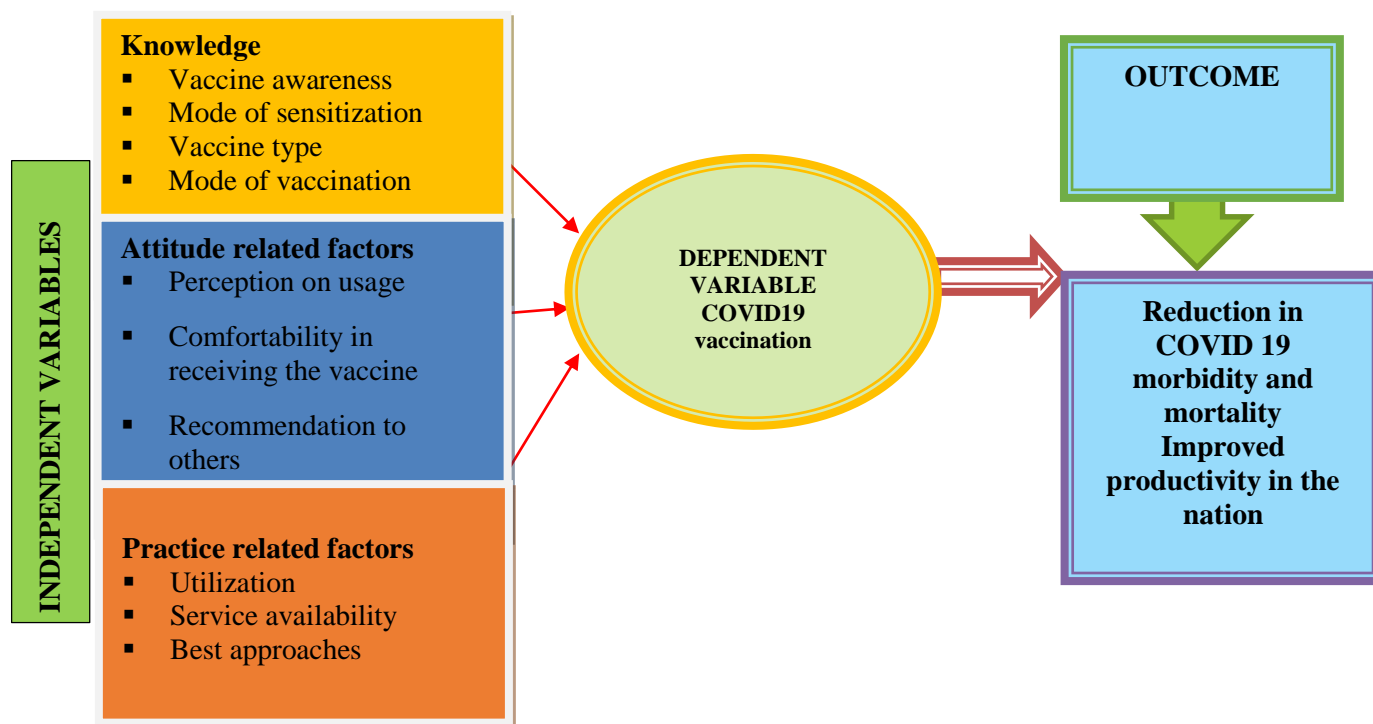 INDEPENDENT VARIABLES
Knowledge
▪ Vaccine awareness
▪ Mode of sensitization
▪ Vaccine type
▪ Mode of vaccination
Attitude related factors
▪ Perception on usage
▪ Comfortability in
receiving the vaccine
▪ Recommendation to
others
Practice related factors
▪ Utilization
▪ Service availability
▪ Best approaches
DEPENDENT
VARIABLE
COVID19
vaccination
OUTCOME
Reduction in
COVID 19
morbidity and
mortality
Improved
productivity in the
nation